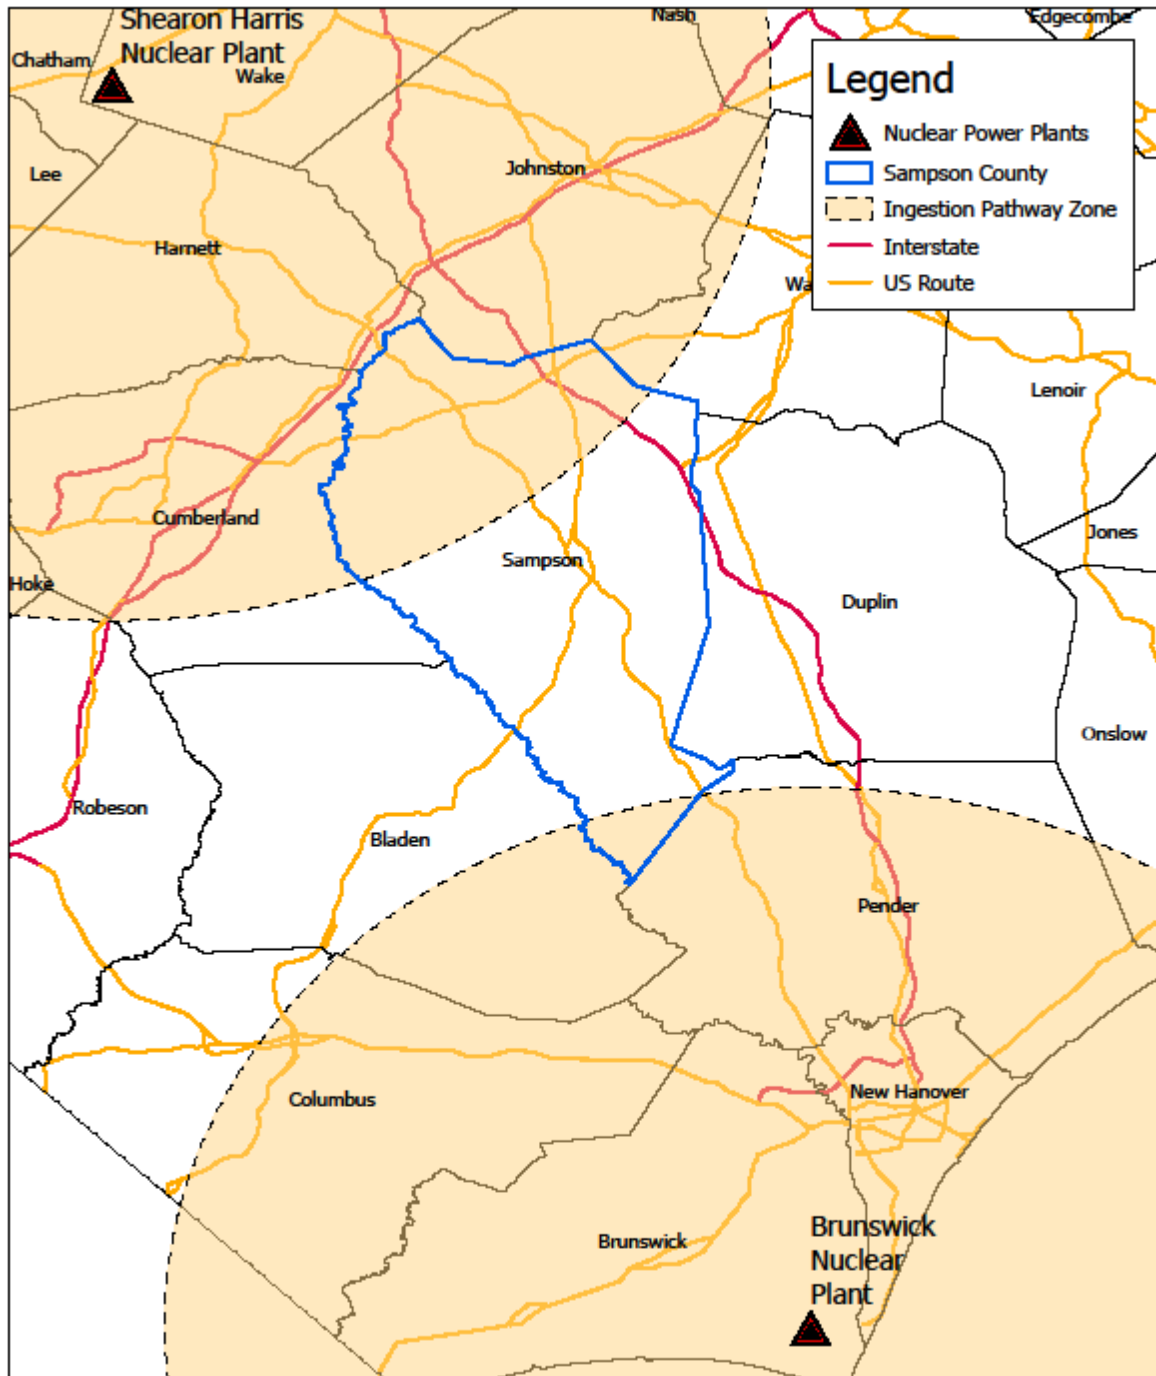 Shearon Harris
Nuclear Plant
Nash
Edgecombe
Chatham
Wake
Legend
Nuclear Power Plants
Sampson County
Ingestion Pathway Zone
Interstate
US Route
Lee
Johnston
Harnett
Wa
Lenoir
Cumberland
Jones
Sampson
Hoke
Duplin
Onslow
Robeson
Bladen
Pender
Columbus
New Hanover
Brunswick
Brunswick
Nuclear
Plant